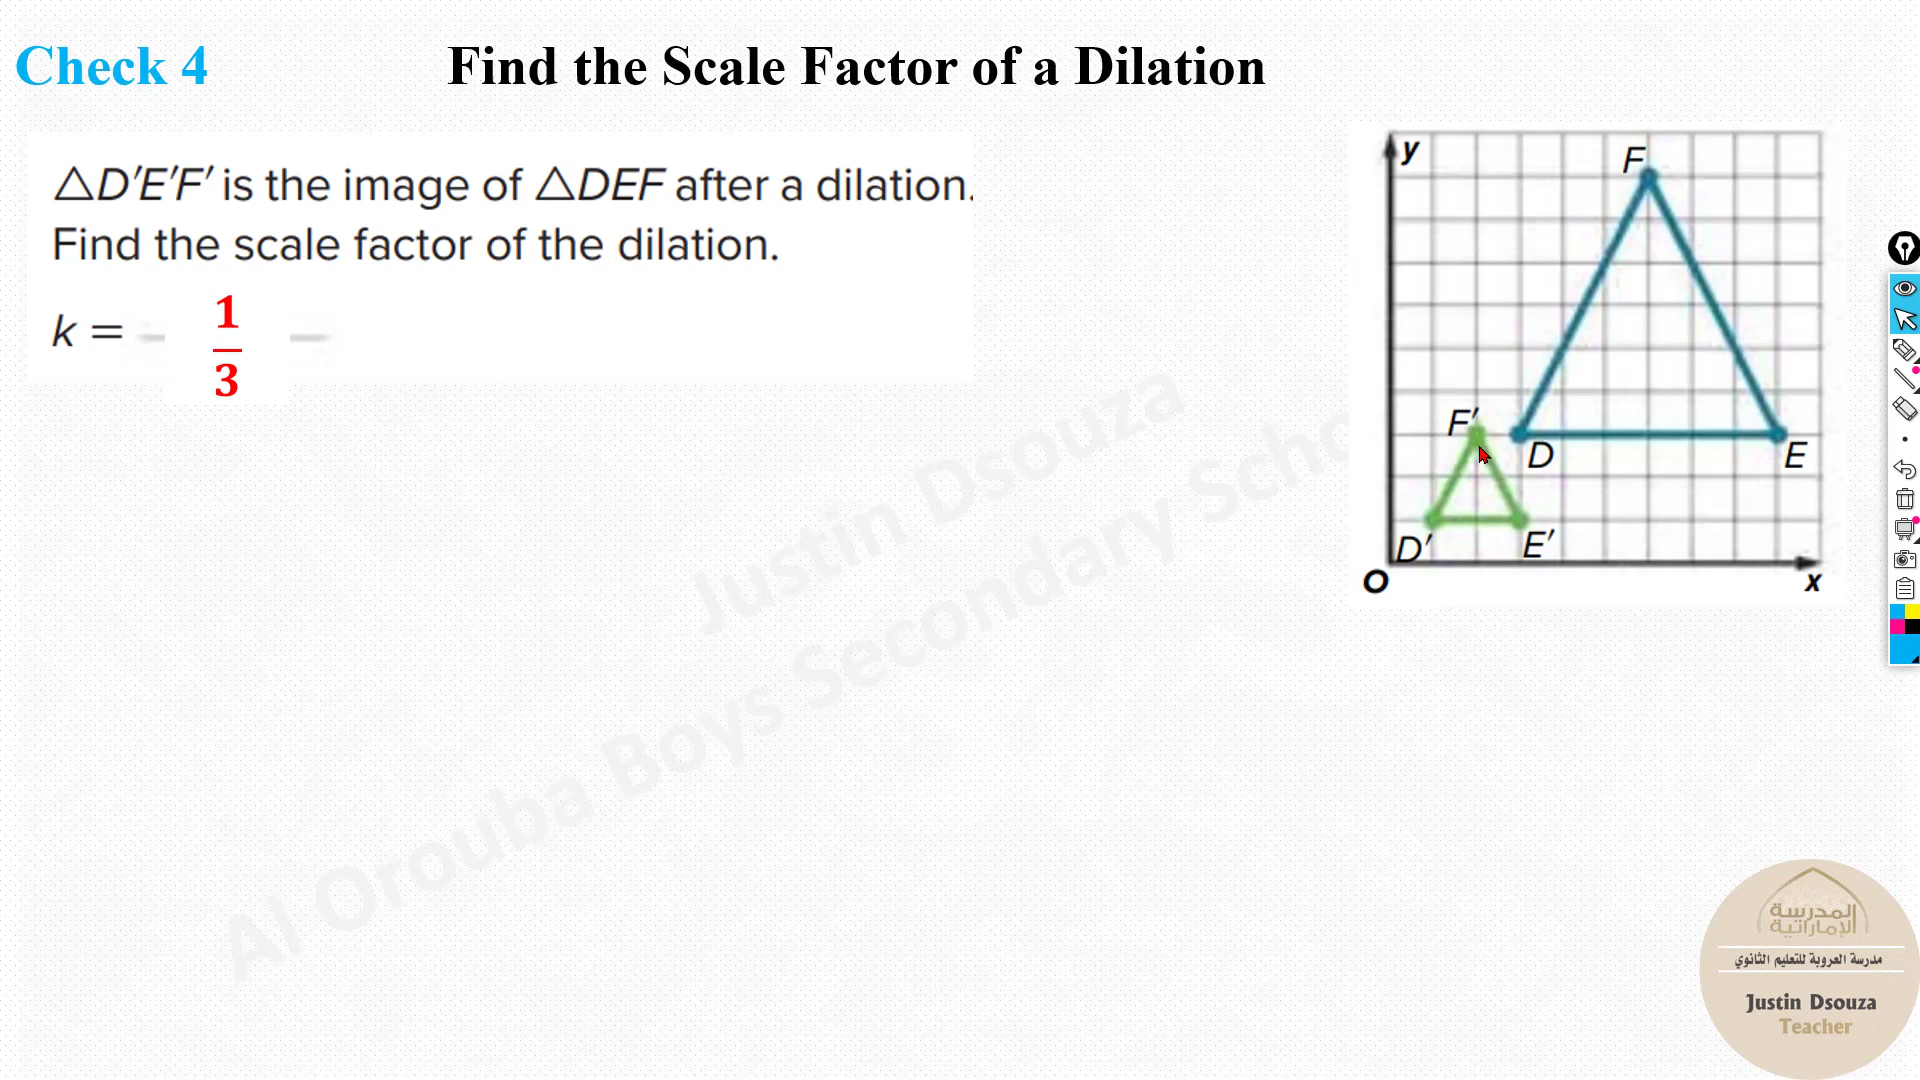 Check 4
Find the Scale Factor of a Dilation
△D′E′F′ is the image of △DEF after a dilation.
Find the scale factor of the dilation.
k = 1/3
y
F
F′
D
E
D′
E′
O
x
Justin Dsouza
Al Orouba Boys Secondary Scho
المدرسة
الإماراتية
مدرسة العروبة للتعليم الثانوي
Justin Dsouza
Teacher